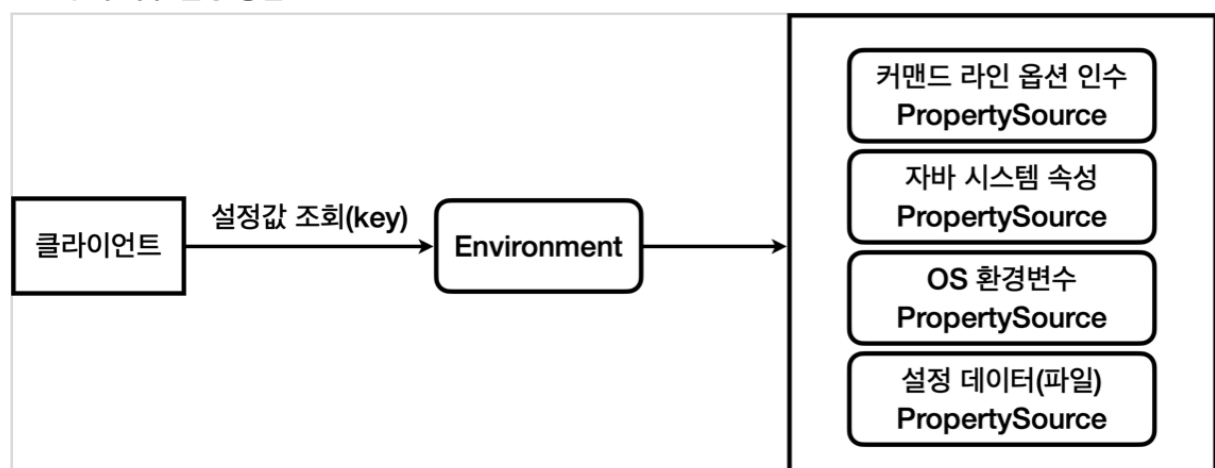 클라이언트
설정값 조회(key)
Environment
커맨드 라인 옵션 인수
PropertySource
자바 시스템 속성
PropertySource
OS 환경변수
PropertySource
설정 데이터(파일)
PropertySource